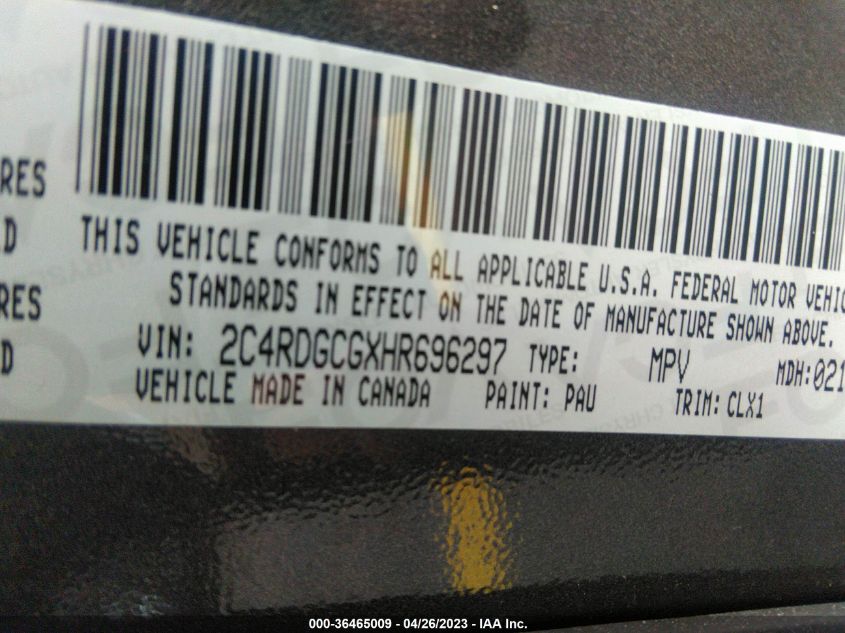 RES
THIS VEHICLE CONFORMS TO ALL APPLICABLE U.S.A. FEDERAL MOTOR VEHIC
D
STANDARDS IN EFFECT ON THE DATE OF MANUFACTURE SHOWN ABOVE.
RES
VIN: 2C4RDGCGXHR696297 TYPE: MPV MDH:021
D
VEHICLE MADE IN CANADA PAINT: PAU TRIM: CLX1
000-36465009 - 04/26/2023 - IAA Inc.